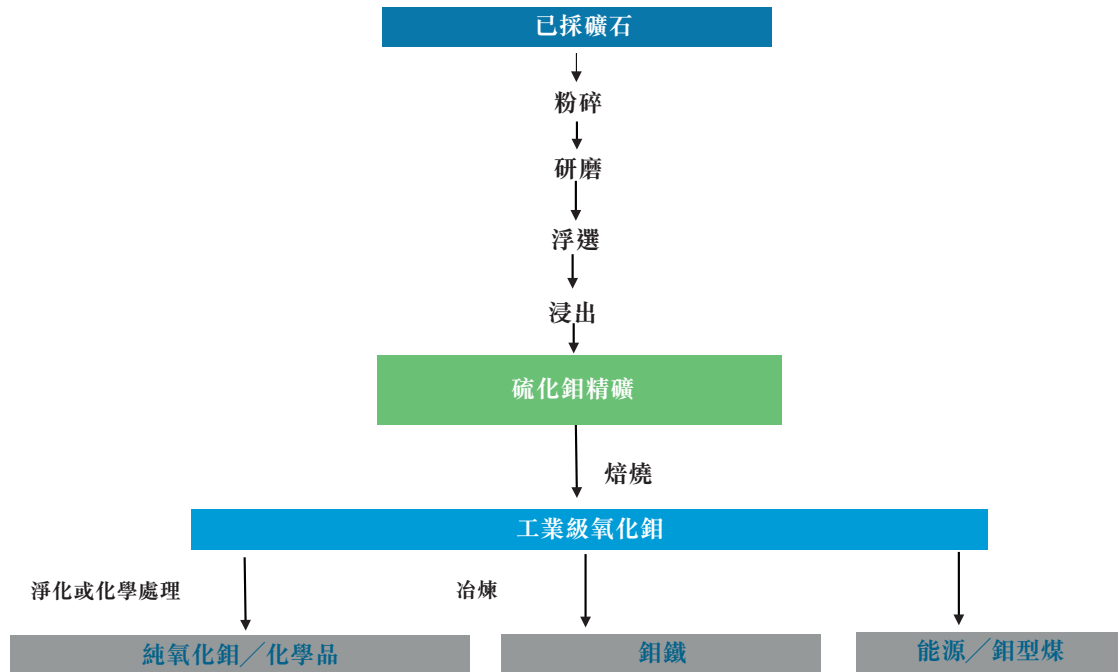 已採礦石
粉碎
研磨
浮選
浸出
硫化鉬精礦
焙燒
工業級氧化鉬
淨化或化學處理
冶煉
純氧化鉬／化學品
鉬鐵
能源／鉬型煤